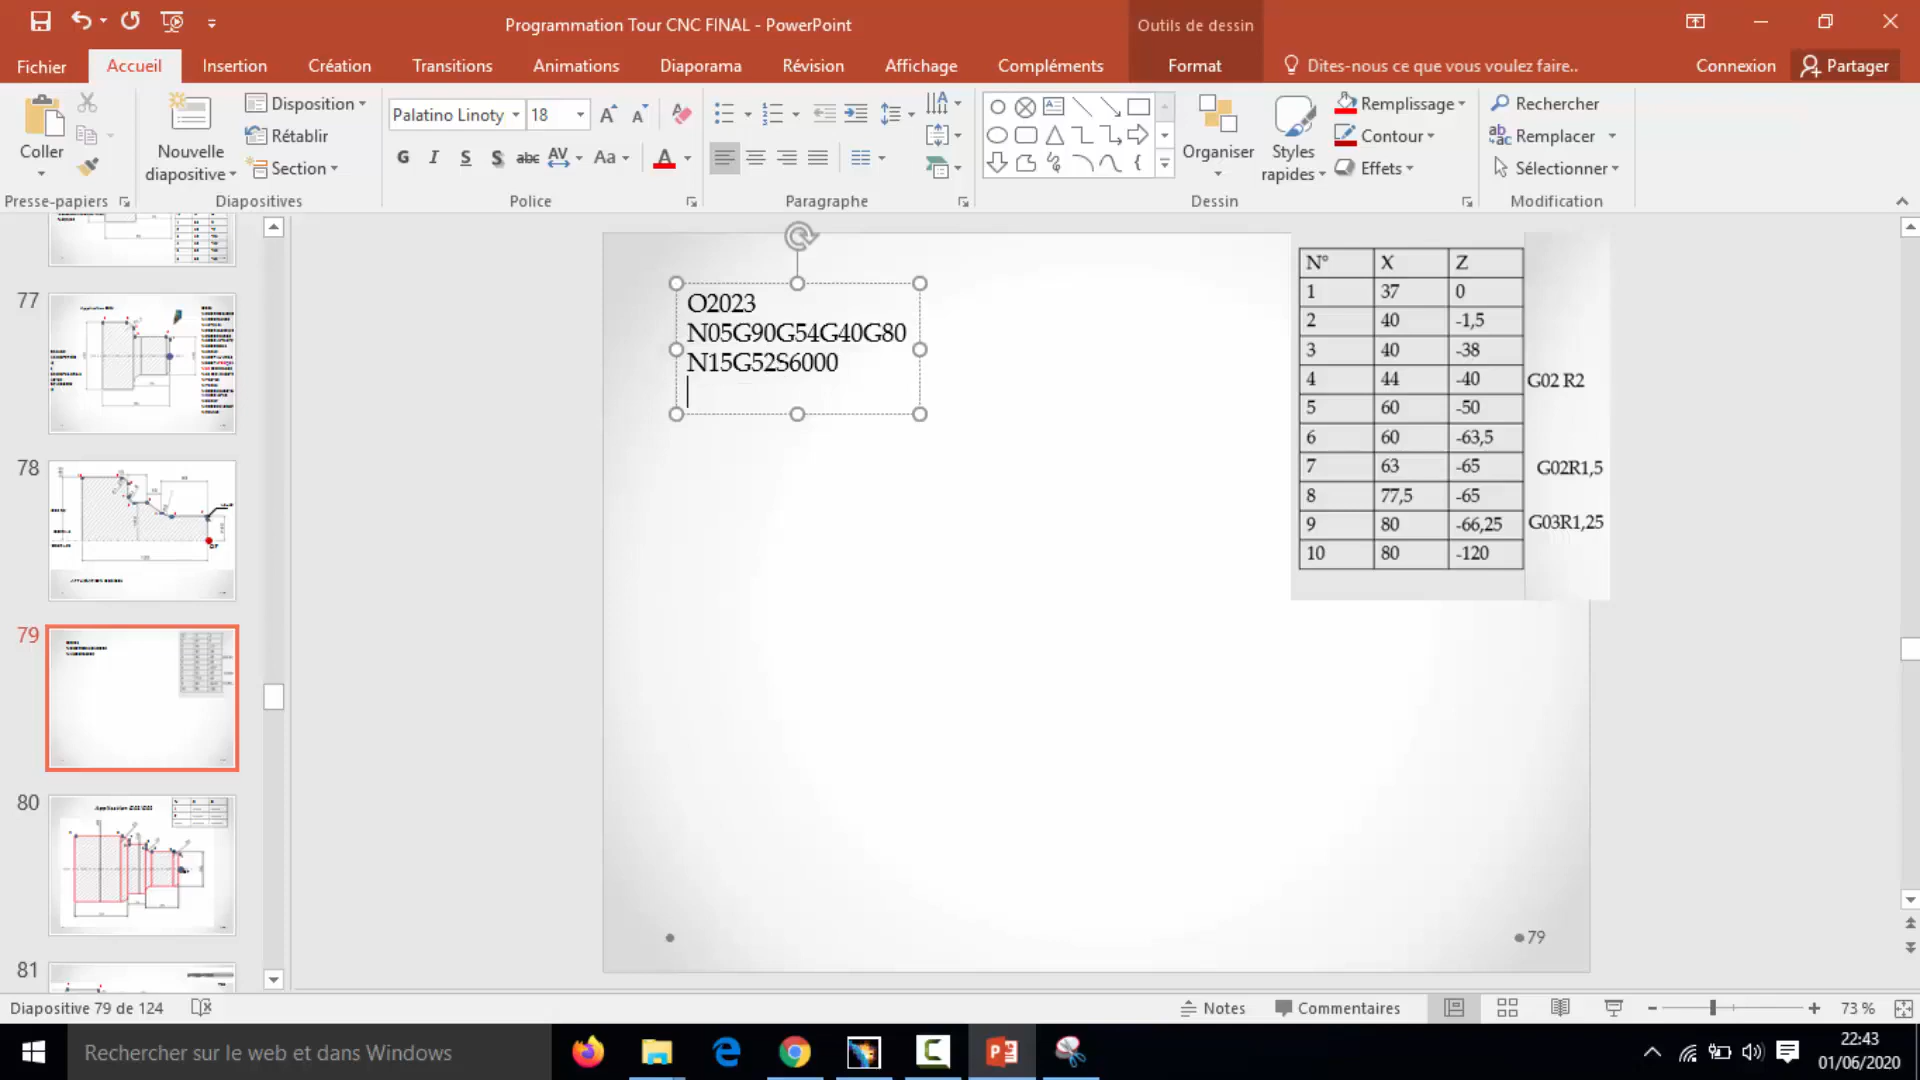 Programmation Tour CNC FINAL - PowerPoint
Outils de dessin
Fichier
Accueil
Insertion
Création
Transitions
Animations
Diaporama
Révision
Affichage
Compléments
Format
Dites-nous ce que vous voulez faire..
Connexion
Partager
Coller
Presse-papiers
Nouvelle
diapositive
Disposition
Rétablir
Section
Diapositives
Palatino Linoty
18
G I S S abc AV Aa A
Police
Paragraphe
Organiser
Styles
rapides
Remplissage
Contour
Effets
Dessin
Rechercher
Remplacer
Sélectionner
Modification
77
78
79
80
81
O2023
N05G90G54G40G80
N15G52S6000
N° X Z
1 37 0
2 40 -1,5
3 40 -38
4 44 -40 G02 R2
5 60 -50
6 60 -63,5
7 63 -65 G02R1,5
8 77,5 -65
9 80 -66,25 G03R1,25
10 80 -120
79
Diapositive 79 de 124
Notes
Commentaires
73 %
Rechercher sur le web et dans Windows
22:43
01/06/2020